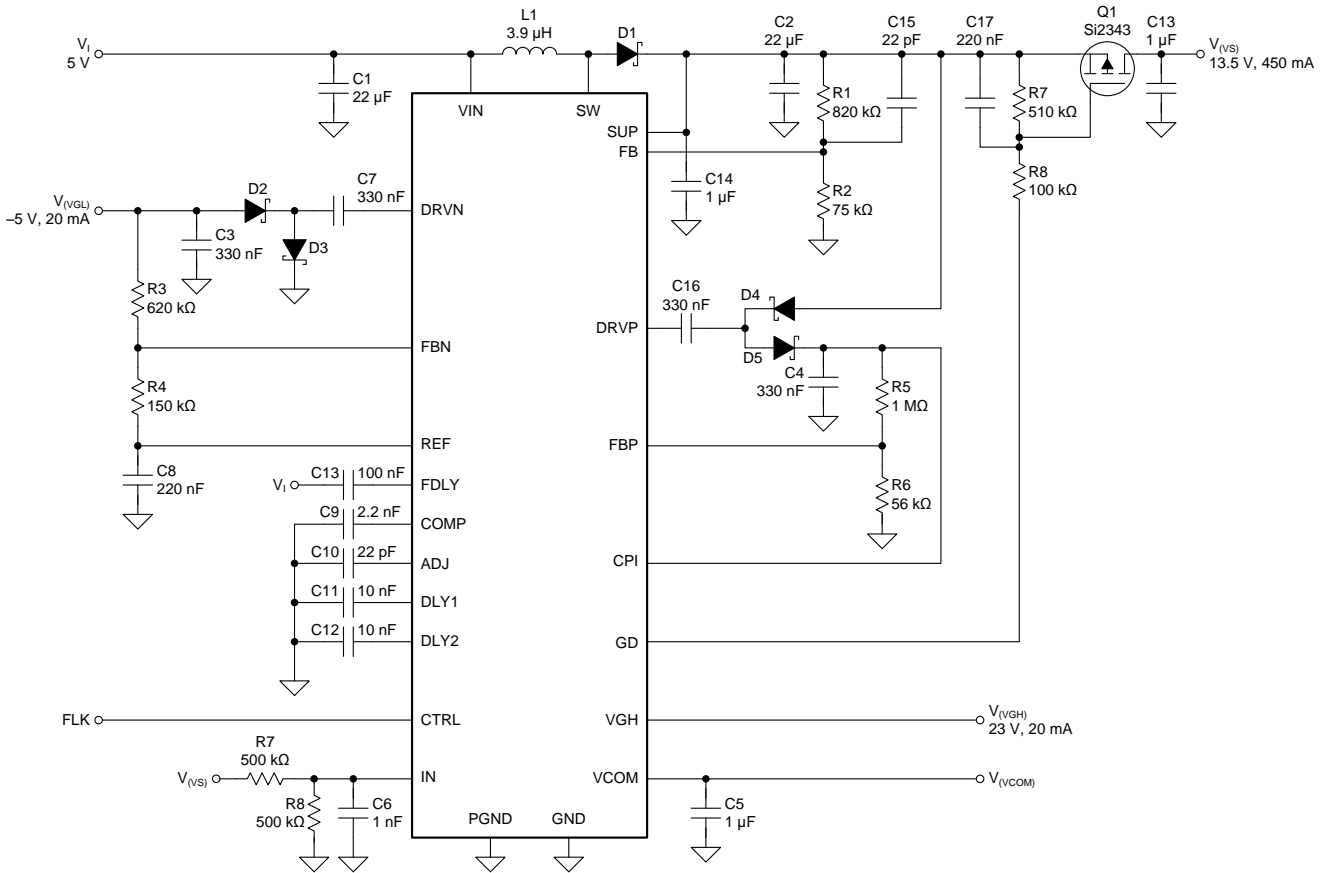 L1
3.9 µH
D1
C2
22 µF
C15
22 pF
C17
220 nF
Q1
Si2343
C13
1 µF
VI
5 V
V(VS)
13.5 V, 450 mA
C1
22 µF
R1
820 kΩ
R7
510 kΩ
VIN
SW
SUP
FB
C14
1 µF
R2
75 kΩ
R8
100 kΩ
V(VGL)
–5 V, 20 mA
D2
C7
330 nF
DRVN
C3
330 nF
D3
R3
620 kΩ
C16
330 nF
D4
DRVP
D5
FBN
C4
330 nF
R5
1 MΩ
R4
150 kΩ
REF
FBP
C8
220 nF
VI
C13
100 nF
FDLY
R6
56 kΩ
C9
2.2 nF
COMP
C10
22 pF
ADJ
CPI
C11
10 nF
DLY1
C12
10 nF
DLY2
GD
FLK
CTRL
VGH
V(VGH)
23 V, 20 mA
R7
500 kΩ
V(VS)
IN
VCOM
V(VCOM)
R8
500 kΩ
C6
1 nF
PGND
GND
C5
1 µF